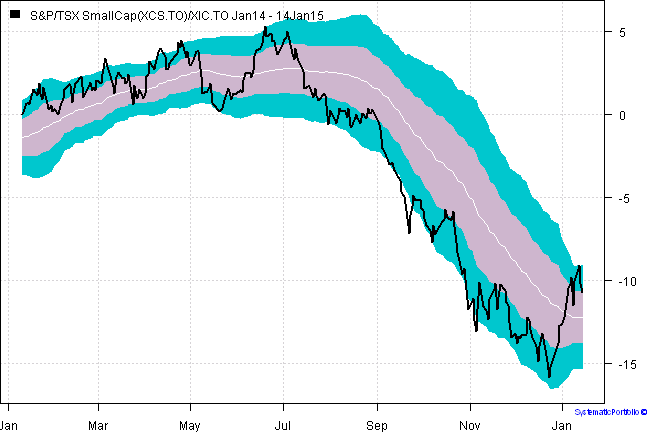 S&P/TSX SmallCap(XCS.TO)/XIC.TO Jan14 - 14Jan15
5
0
-5
-10
-15
SystematicPortfolio ©
Jan Mar May Jul Sep Nov Jan